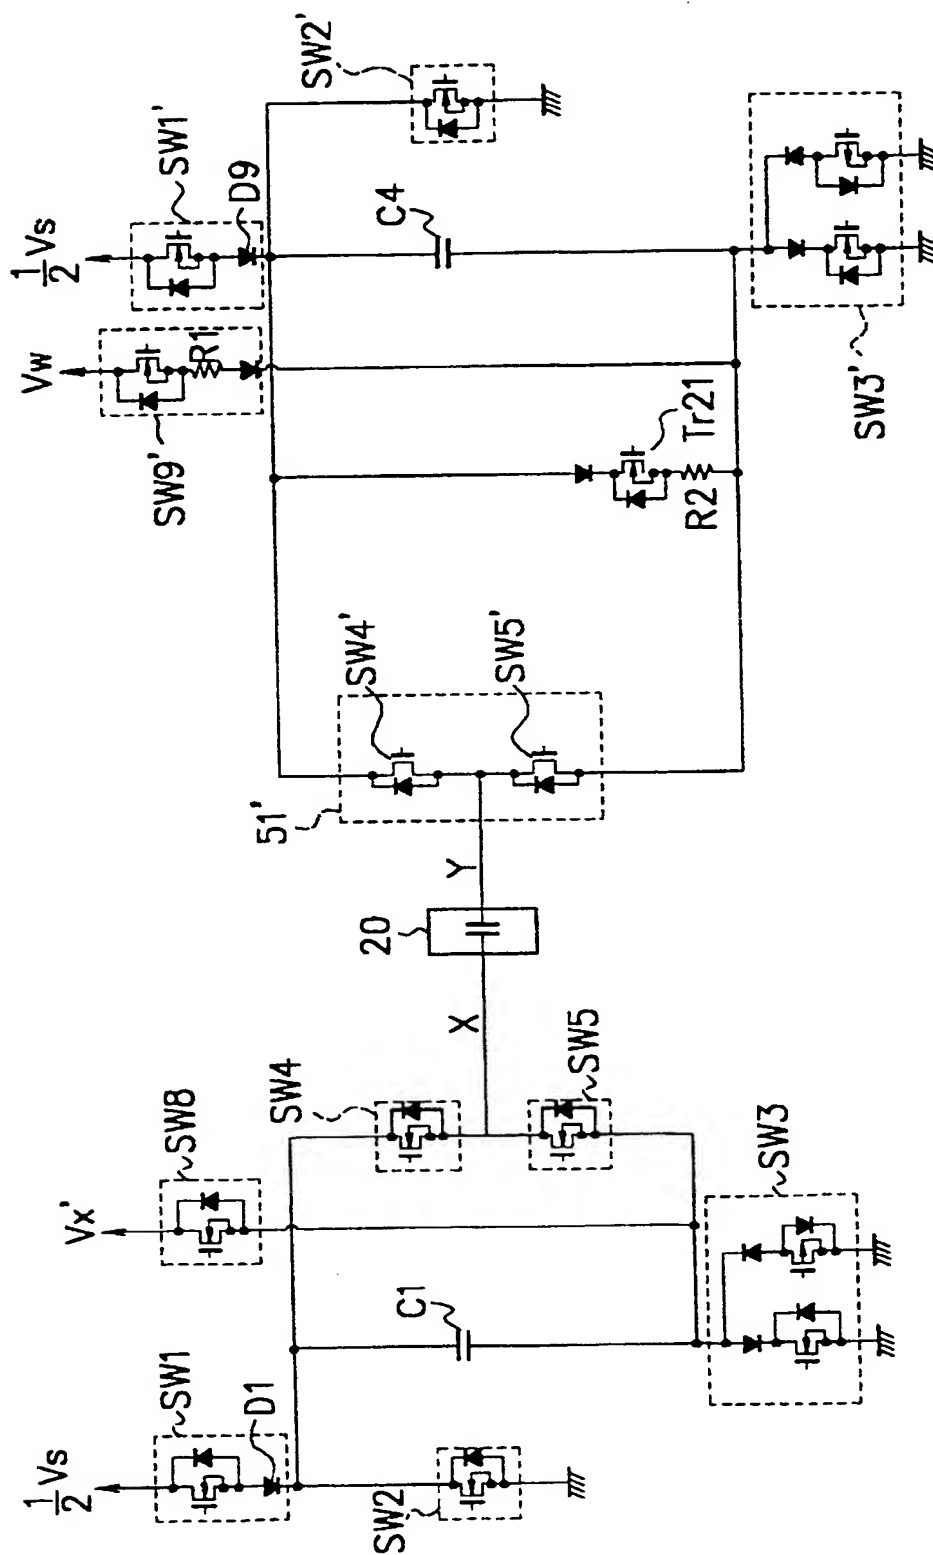 1/2 Vs
SW1
D1
SW2
C1
Vx'
SW8
SW4
SW5
SW3
X
20
Y
51'
SW4'
SW5'
Vw
SW9'
R1
1/2 Vs
SW1'
D9
Tr21
R2
C4
SW2'
SW3'